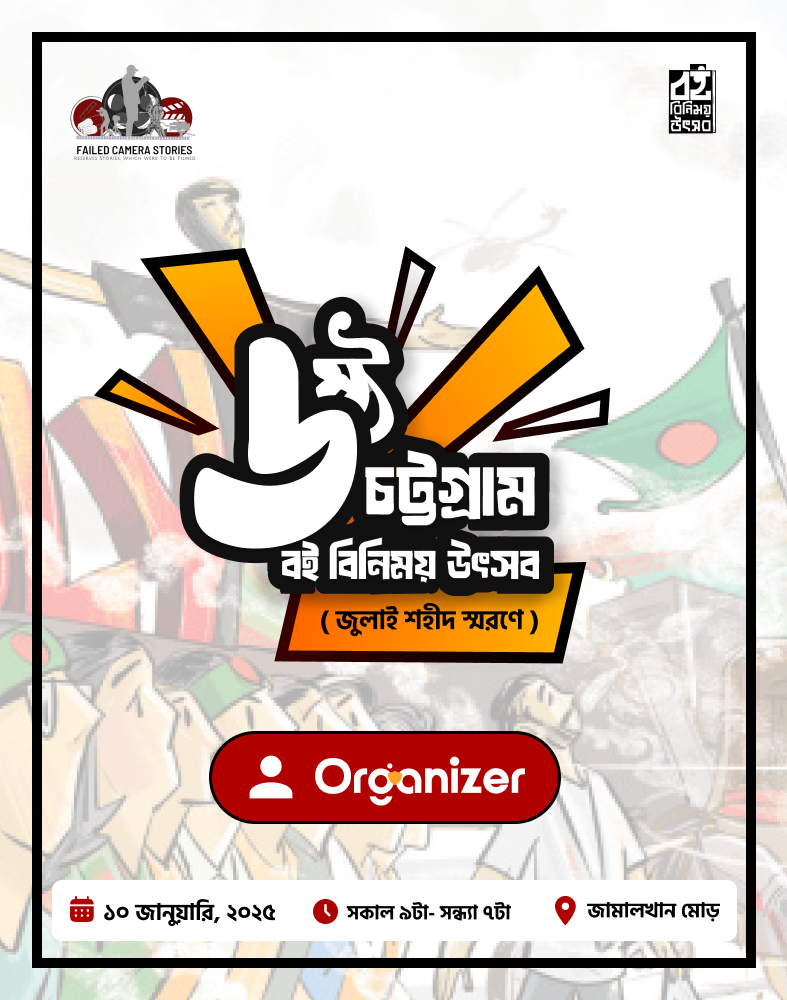 FAILED CAMERA STORIES
RESERVES STORIES, WHICH WERE TO BE FILMED
বই
বিনিময়
উৎসব
৬ষ্ঠ
চট্টগ্রাম
বই বিনিময় উৎসব
( জুলাই শহীদ স্মরণে )
Organizer
১০ জানুয়ারি, ২০২৫
সকাল ৯টা- সন্ধ্যা ৭টা
জামালখান মোড়